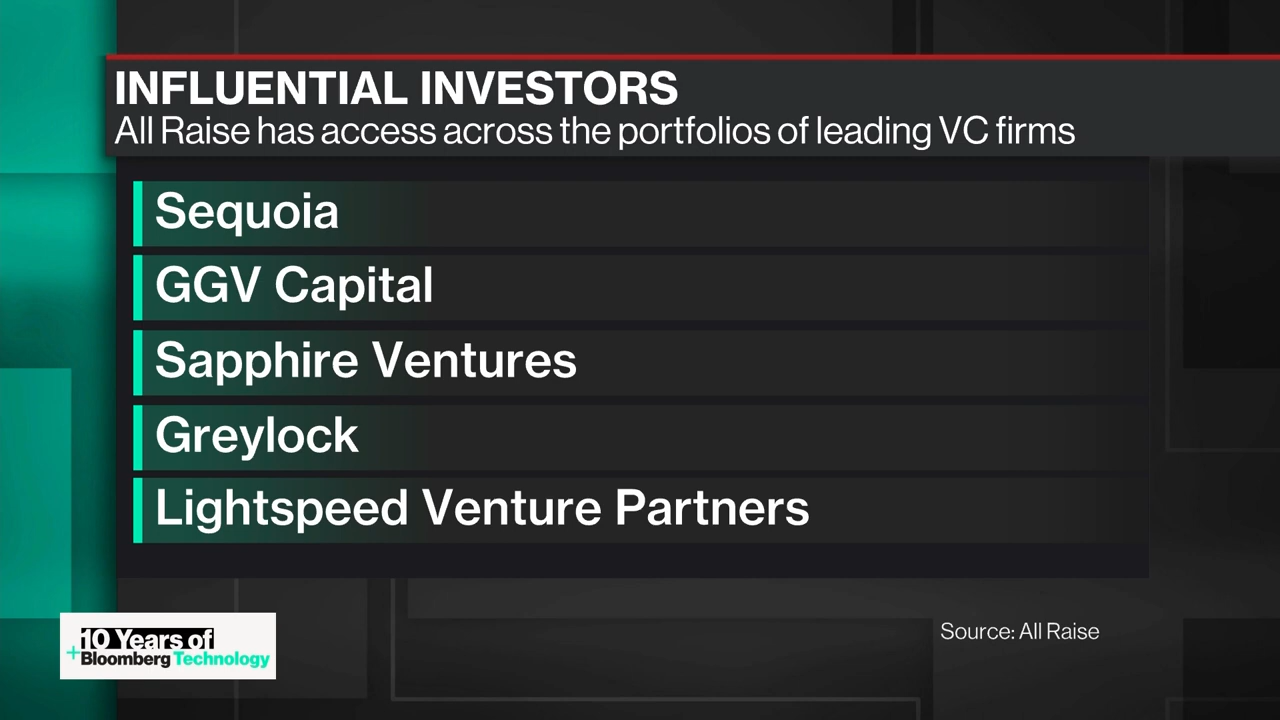 INFLUENTIAL INVESTORS
All Raise has access across the portfolios of leading VC firms
Sequoia
GGV Capital
Sapphire Ventures
Greylock
Lightspeed Venture Partners
Source: All Raise
10 Years of
+Bloomberg Technology